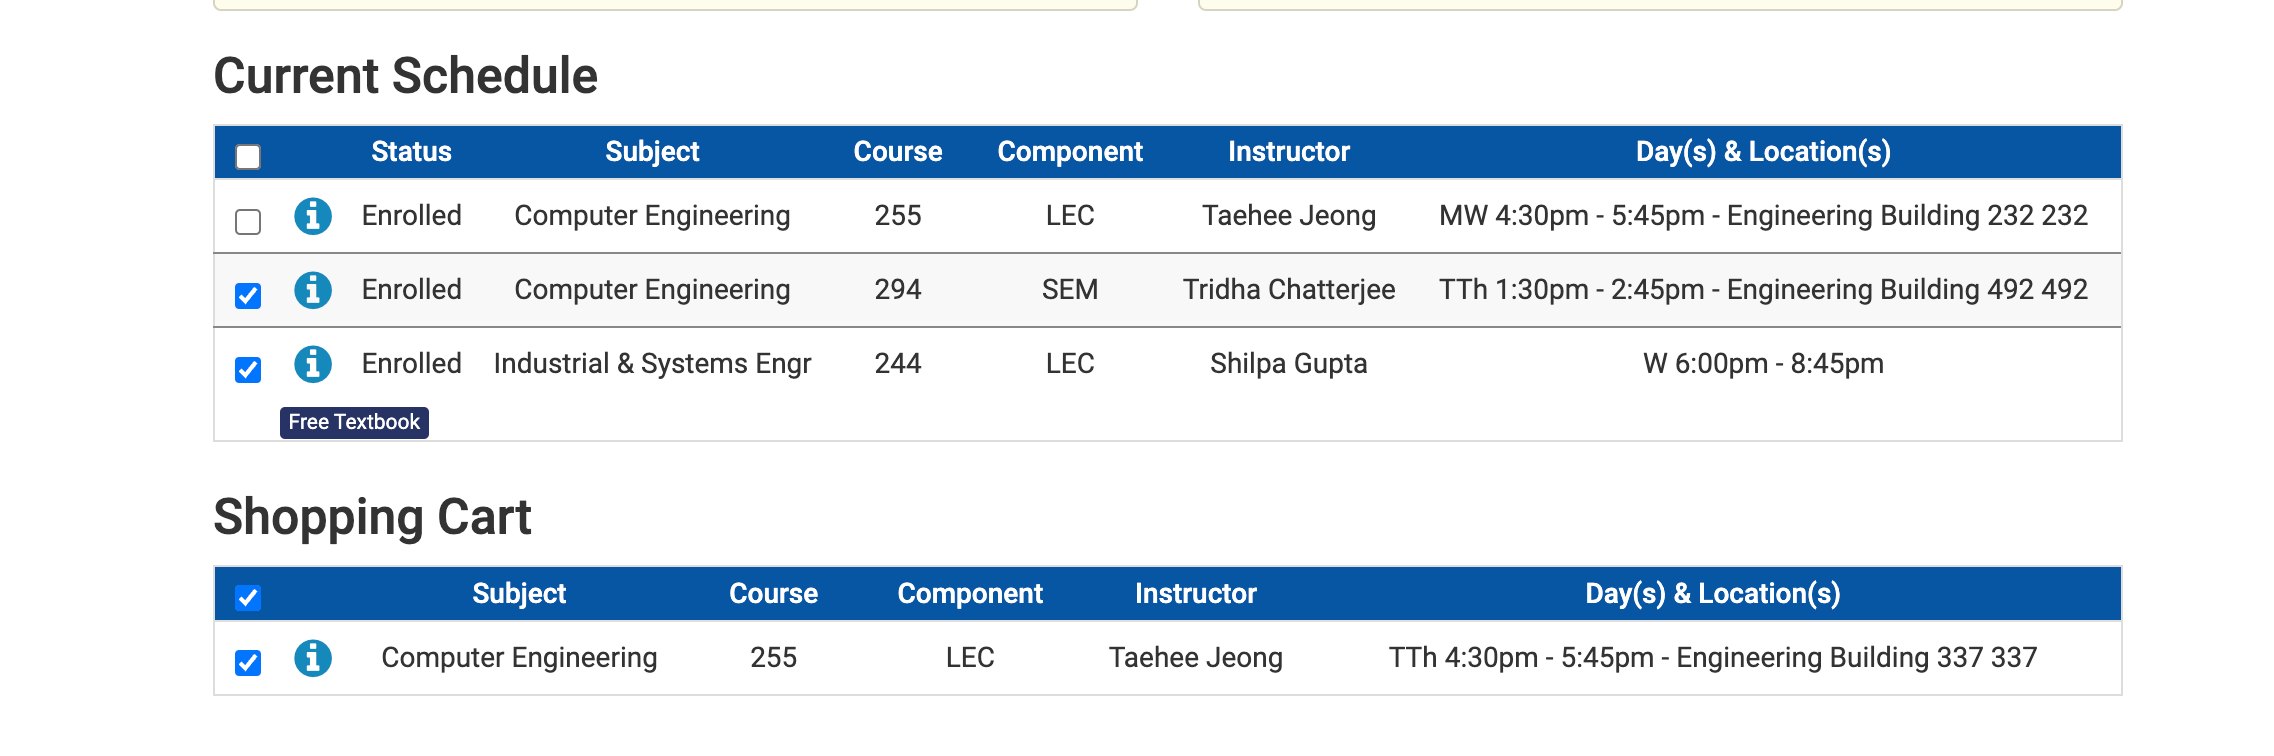 Current Schedule
Status Subject Course Component Instructor Day(s) & Location(s)
Enrolled Computer Engineering 255 LEC Taehee Jeong MW 4:30pm - 5:45pm - Engineering Building 232 232
Enrolled Computer Engineering 294 SEM Tridha Chatterjee TTh 1:30pm - 2:45pm - Engineering Building 492 492
Enrolled Industrial & Systems Engr 244 LEC Shilpa Gupta W 6:00pm - 8:45pm
Free Textbook
Shopping Cart
Subject Course Component Instructor Day(s) & Location(s)
Computer Engineering 255 LEC Taehee Jeong TTh 4:30pm - 5:45pm - Engineering Building 337 337